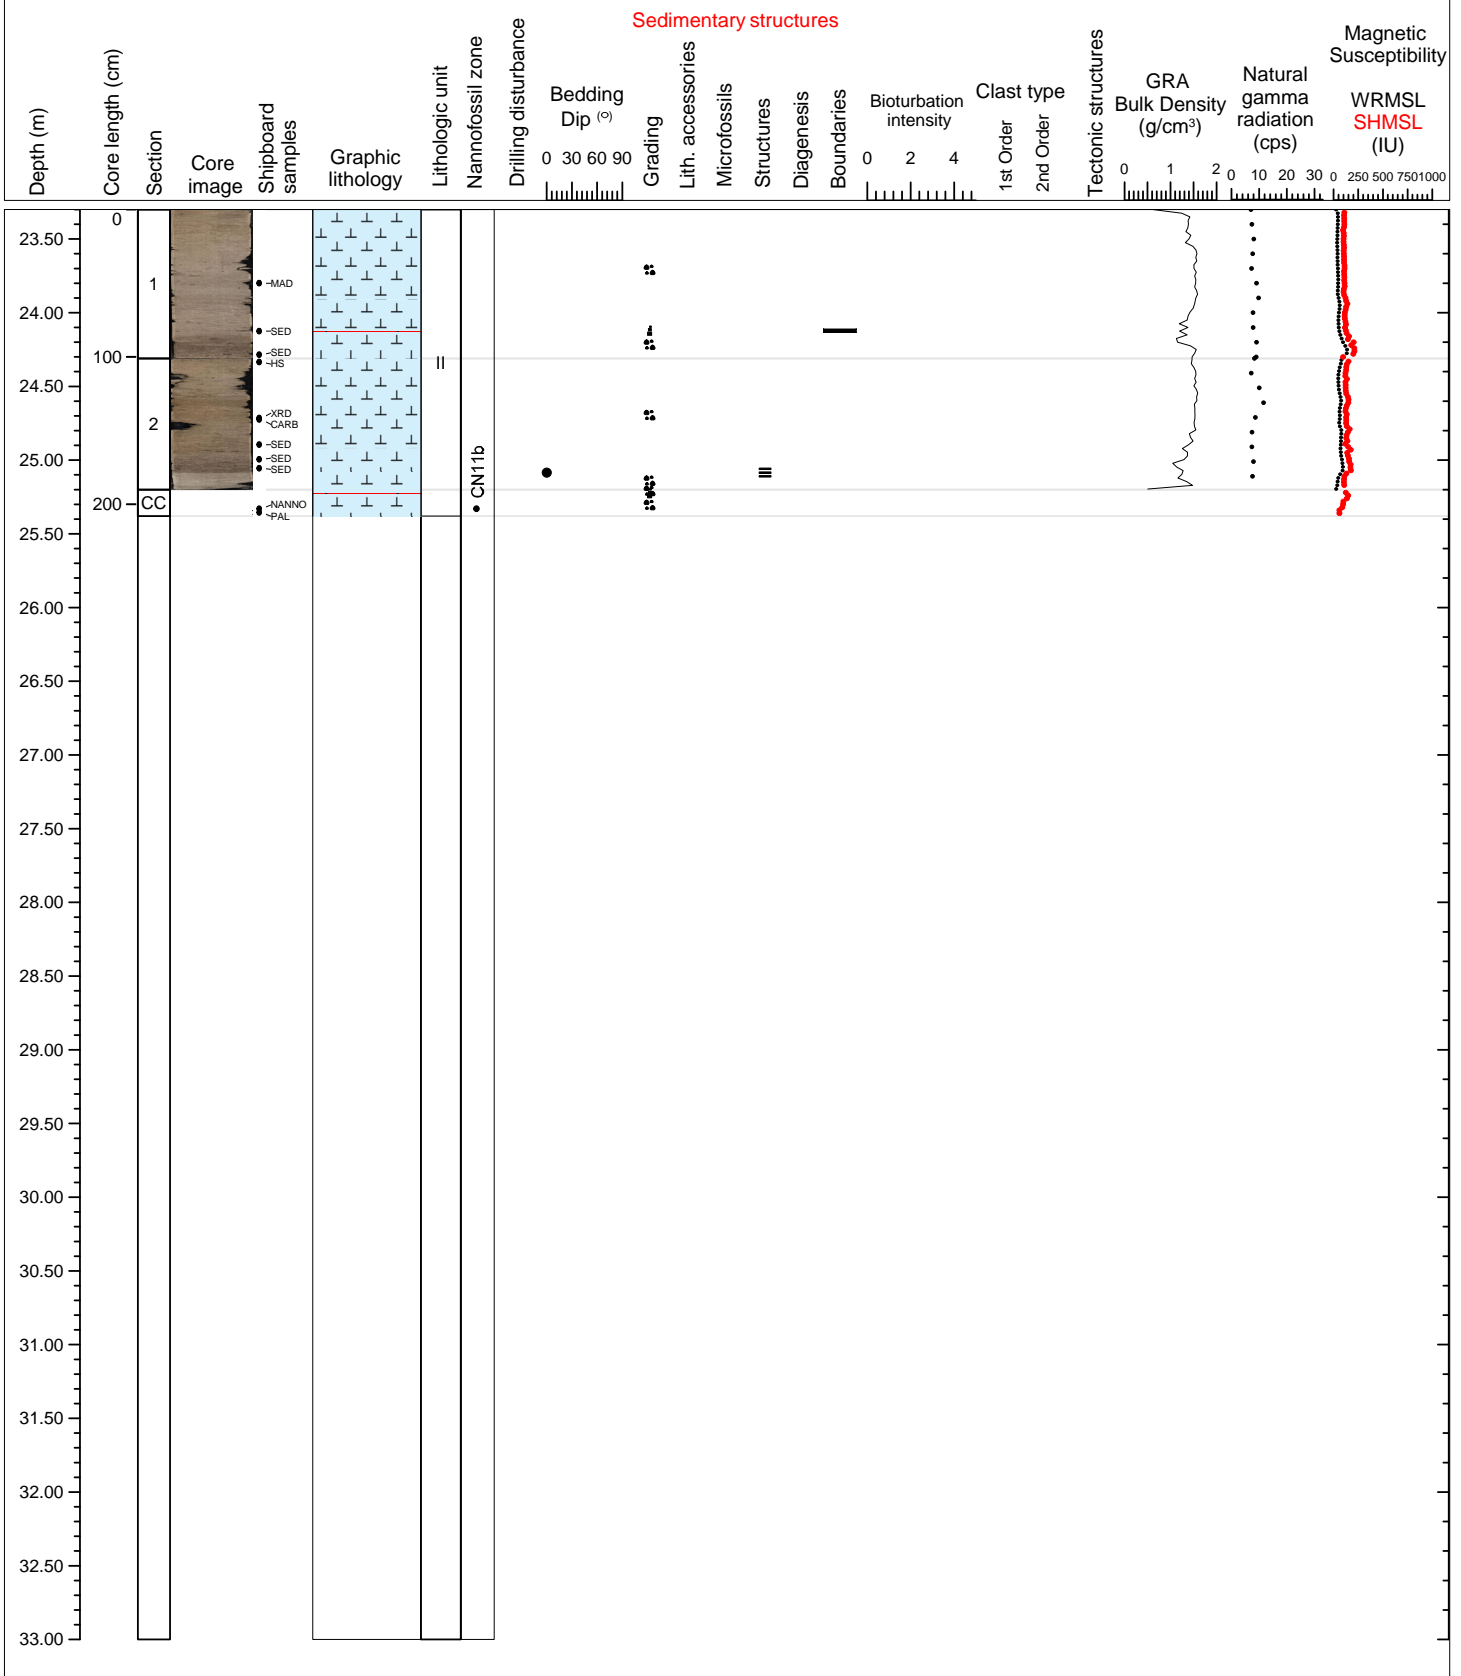 Sedimentary structures
Depth (m)
Core length (cm)
Section
Core
image
Shipboard
samples
Graphic
lithology
Lithologic unit
Nannofossil zone
Drilling disturbance
Bedding
Dip (o)
0 30 60 90
Grading
Lith. accessories
Microfossils
Structures
Diagenesis
Boundaries
Bioturbation
intensity
0 2 4
Clast type
1st Order
2nd Order
Tectonic structures
GRA
Bulk Density
(g/cm3)
0 1 2
Natural
gamma
radiation
(cps)
0 10 20 30
Magnetic
Susceptibility
WRMSL
SHMSL
(IU)
0 250 500 750 1000
0
23.50
1
MAD
24.00
SED
SED
100
HS
II
24.50
XRD
2
CARB
SED
SED
25.00
SED
CN11b
200
CC
NANNO
PAL
25.50
26.00
26.50
27.00
27.50
28.00
28.50
29.00
29.50
30.00
30.50
31.00
31.50
32.00
32.50
33.00